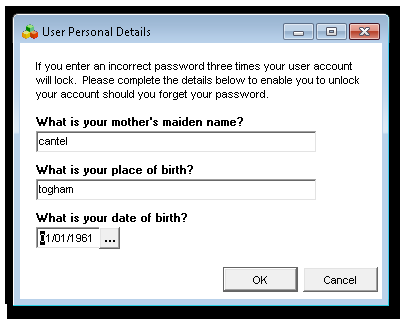 User Personal Details
If you enter an incorrect password three times your user account
will lock. Please complete the details below to enable you to unlock
your account should you forget your password.
What is your mother's maiden name?
cantel
What is your place of birth?
togham
What is your date of birth?
01/01/1961 ...
OK Cancel